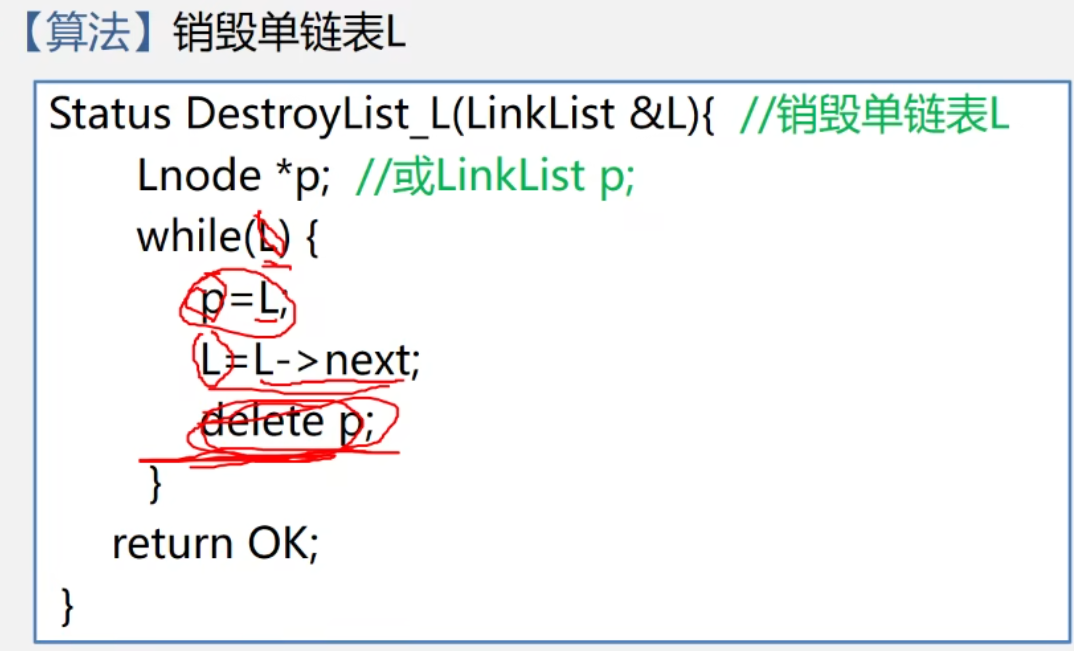 【算法】销毁单链表L
Status DestroyList_L(LinkList &L){ //销毁单链表L
Lnode *p; //或LinkList p;
while(L) {
p=L;
L=L->next;
delete p;
}
return OK;
}